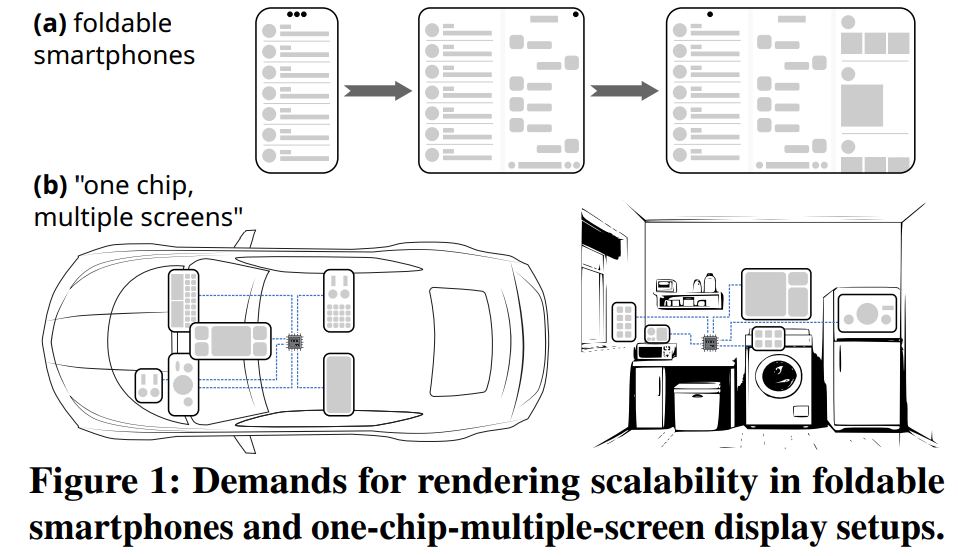 (a) foldable
smartphones
(b) "one chip,
multiple screens"
Figure 1: Demands for rendering scalability in foldable
smartphones and one-chip-multiple-screen display setups.